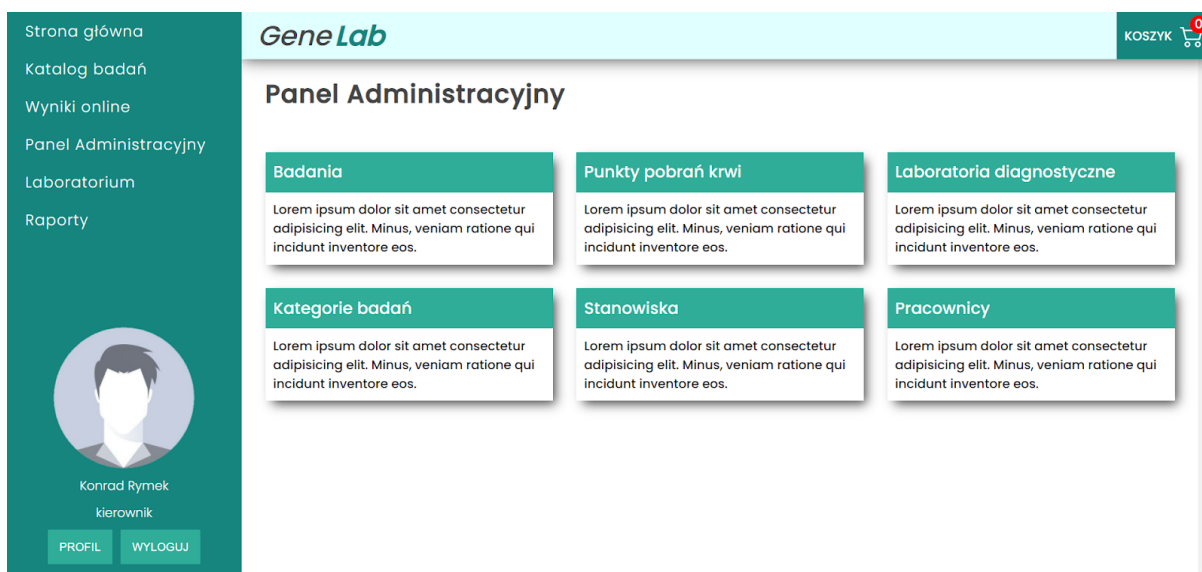 Strona główna
Katalog badań
Wyniki online
Panel Administracyjny
Laboratorium
Raporty
Konrad Rymek
kierownik
PROFIL
WYLOGUJ
Gene Lab
KOSZYK
0
Panel Administracyjny
Badania
Lorem ipsum dolor sit amet consectetur
adipisicing elit. Minus, veniam ratione qui
incidunt inventore eos.
Punkty pobrań krwi
Lorem ipsum dolor sit amet consectetur
adipisicing elit. Minus, veniam ratione qui
incidunt inventore eos.
Laboratoria diagnostyczne
Lorem ipsum dolor sit amet consectetur
adipisicing elit. Minus, veniam ratione qui
incidunt inventore eos.
Kategorie badań
Lorem ipsum dolor sit amet consectetur
adipisicing elit. Minus, veniam ratione qui
incidunt inventore eos.
Stanowiska
Lorem ipsum dolor sit amet consectetur
adipisicing elit. Minus, veniam ratione qui
incidunt inventore eos.
Pracownicy
Lorem ipsum dolor sit amet consectetur
adipisicing elit. Minus, veniam ratione qui
incidunt inventore eos.